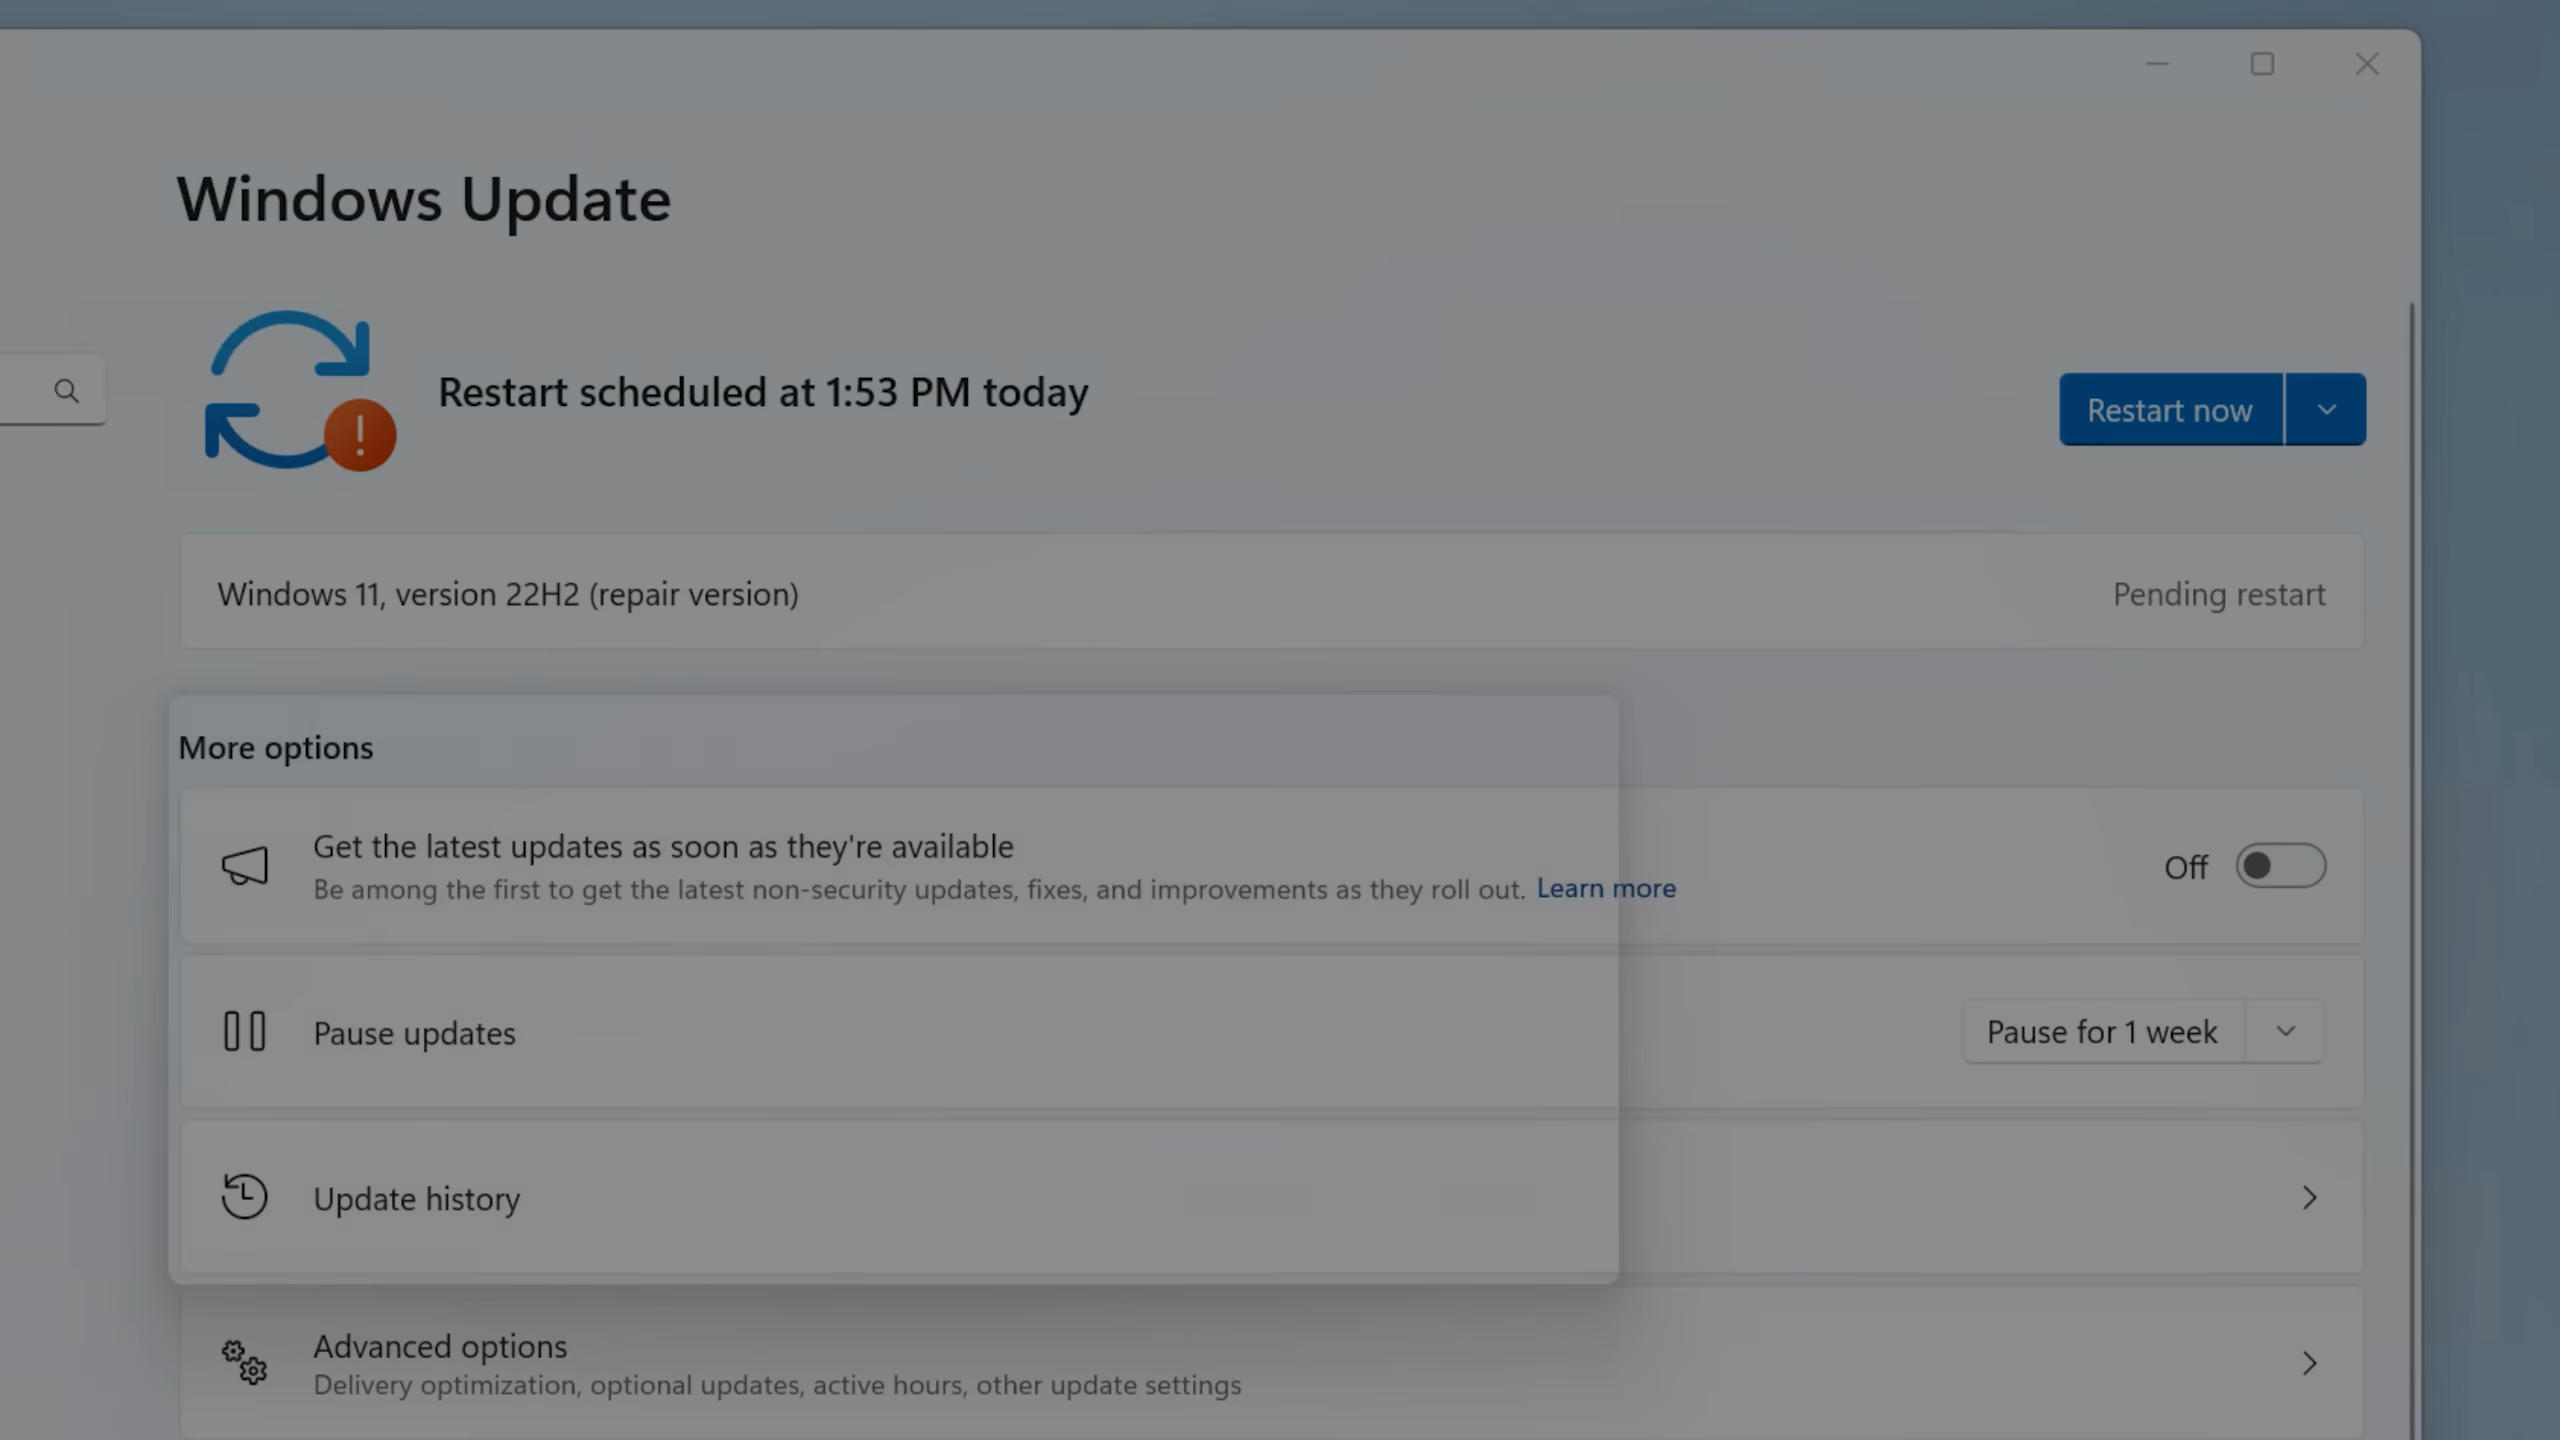 Windows Update
Restart scheduled at 1:53 PM today
Restart now
Windows 11, version 22H2 (repair version)
Pending restart
More options
Get the latest updates as soon as they're available
Be among the first to get the latest non-security updates, fixes, and improvements as they roll out. Learn more
Off
Pause updates
Pause for 1 week
Update history
Advanced options
Delivery optimization, optional updates, active hours, other update settings